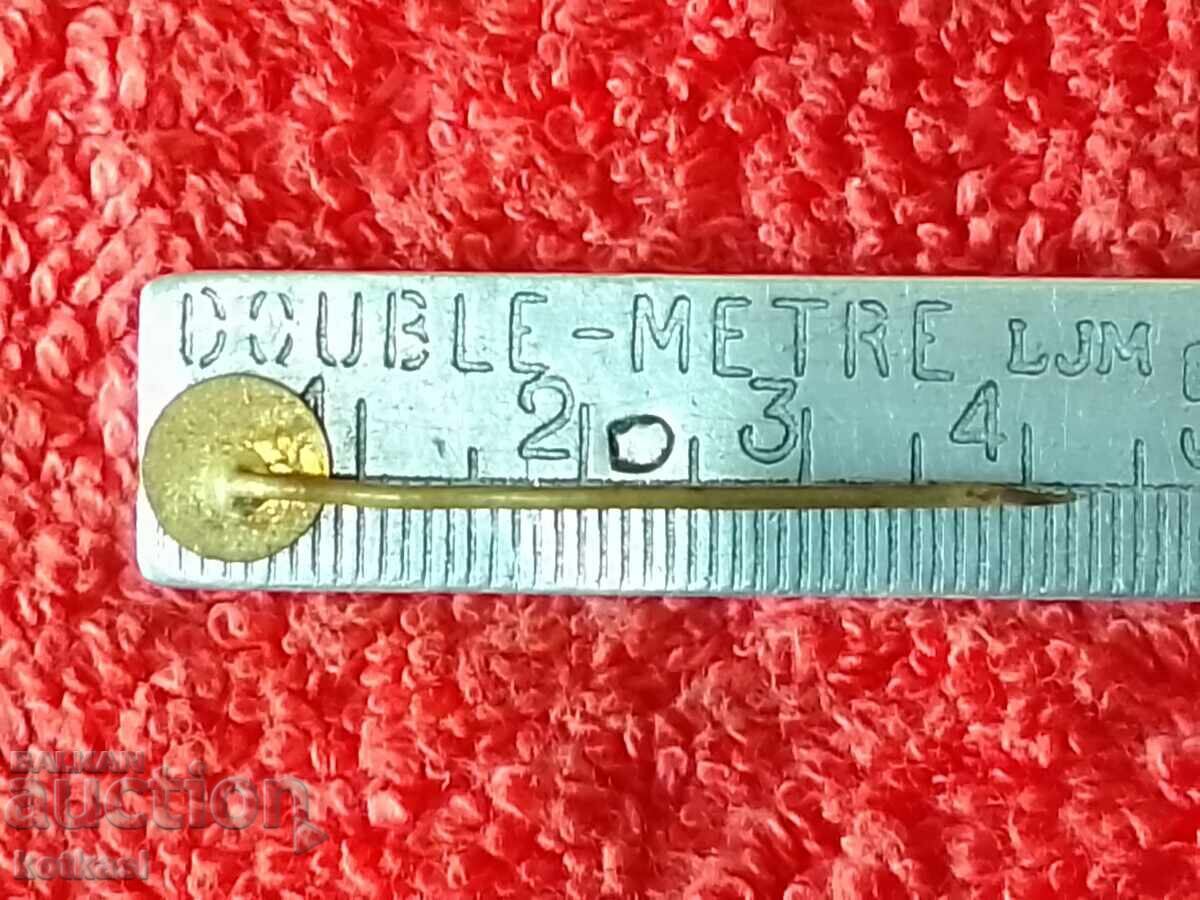 DOUBLE-METRE LJM
1 2 3 4
BALKAN
auction
kotkasl